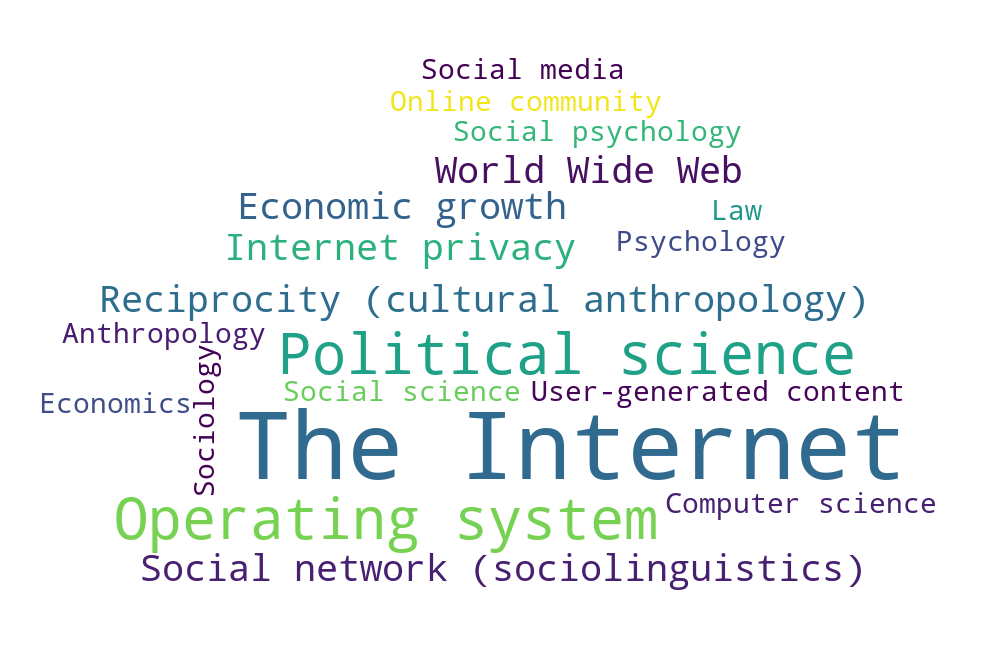 Social media
Online community
Social psychology
World Wide Web
Economic growth
Law
Internet privacy
Psychology
Reciprocity (cultural anthropology)
Anthropology
Political science
Social science
User-generated content
Economics
Sociology
The Internet
Operating system
Computer science
Social network (sociolinguistics)